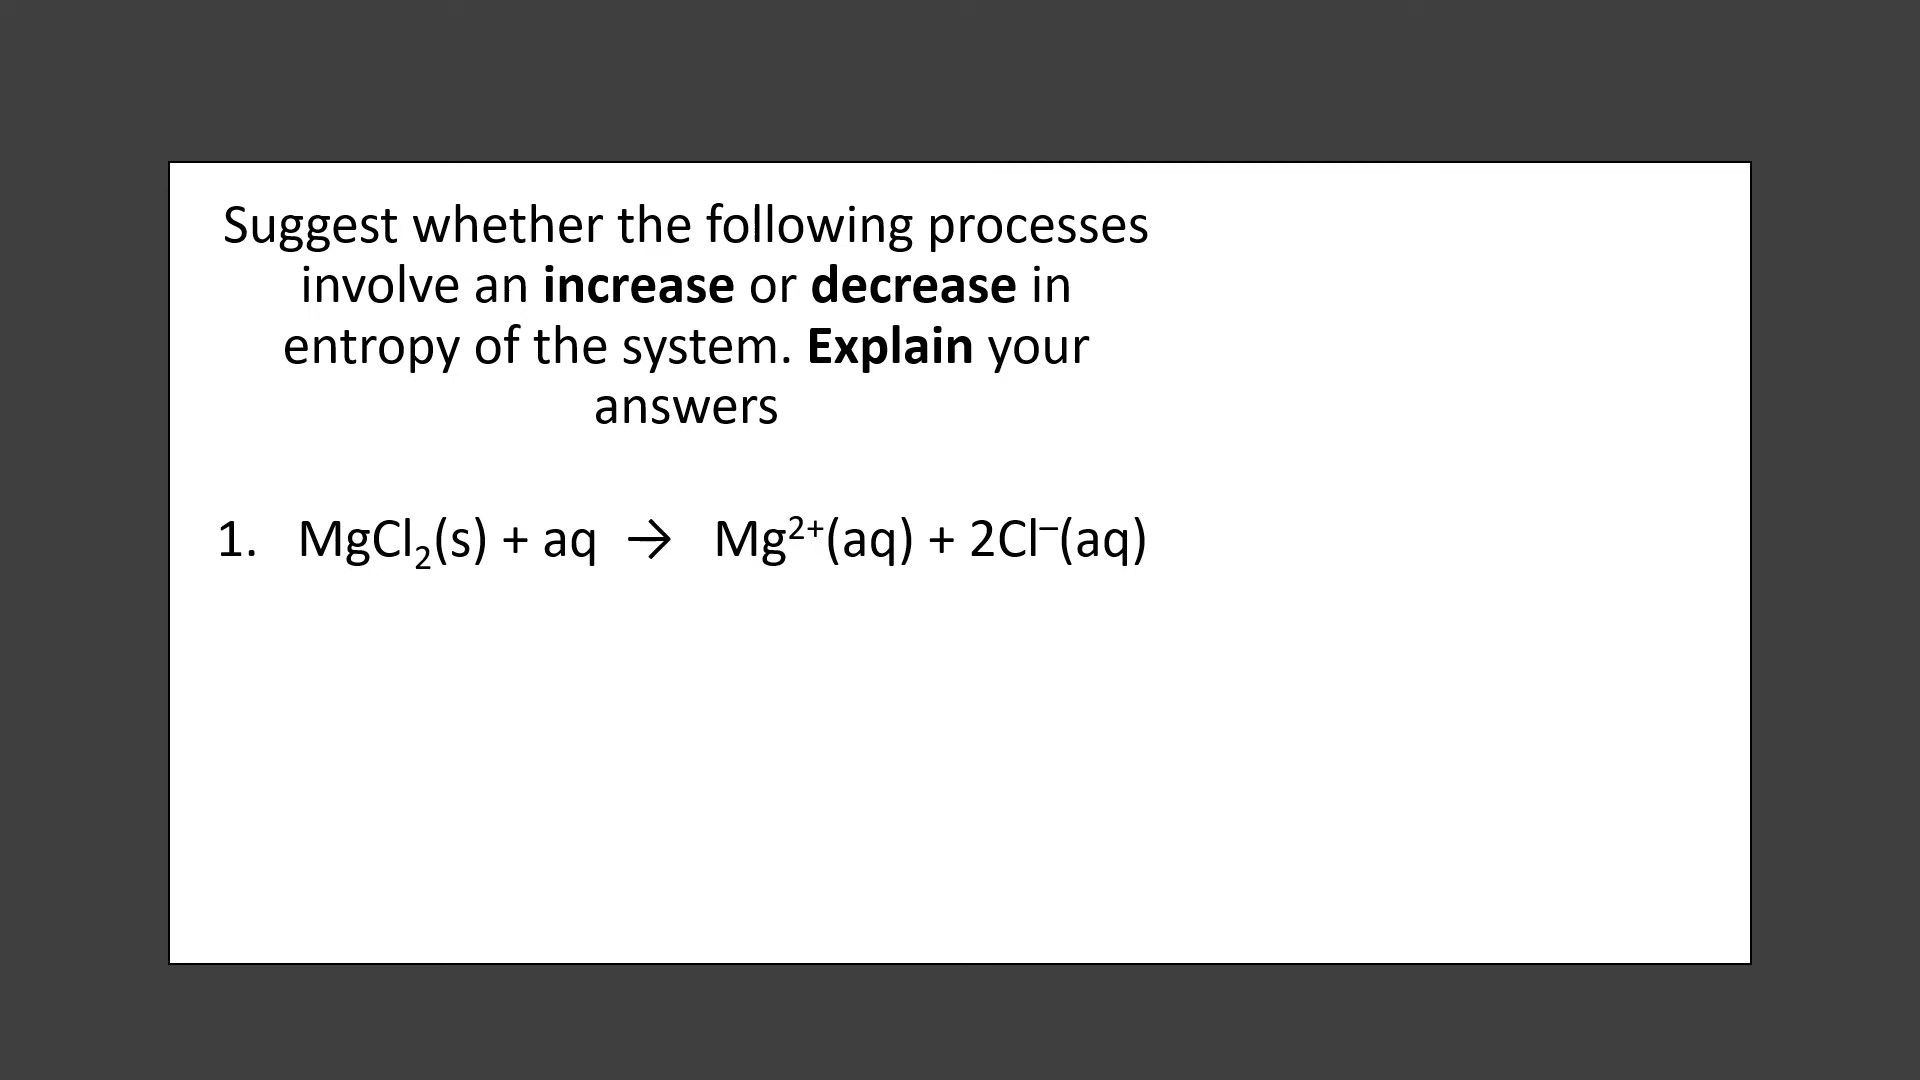 Suggest whether the following processes
involve an increase or decrease in
entropy of the system. Explain your
answers
1. MgCl₂(s) + aq → Mg²⁺(aq) + 2Cl⁻(aq)